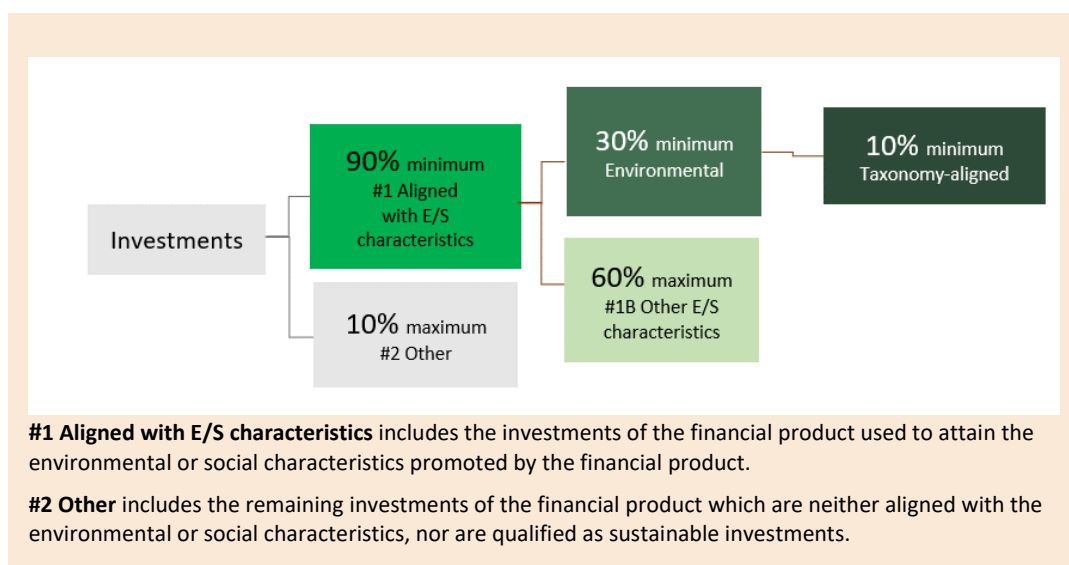 Investments
90% minimum
#1 Aligned
with E/S
characteristics
10% maximum
#2 Other
30% minimum
Environmental
60% maximum
#1B Other E/S
characteristics
10% minimum
Taxonomy-aligned
#1 Aligned with E/S characteristics includes the investments of the financial product used to attain the
environmental or social characteristics promoted by the financial product.
#2 Other includes the remaining investments of the financial product which are neither aligned with the
environmental or social characteristics, nor are qualified as sustainable investments.